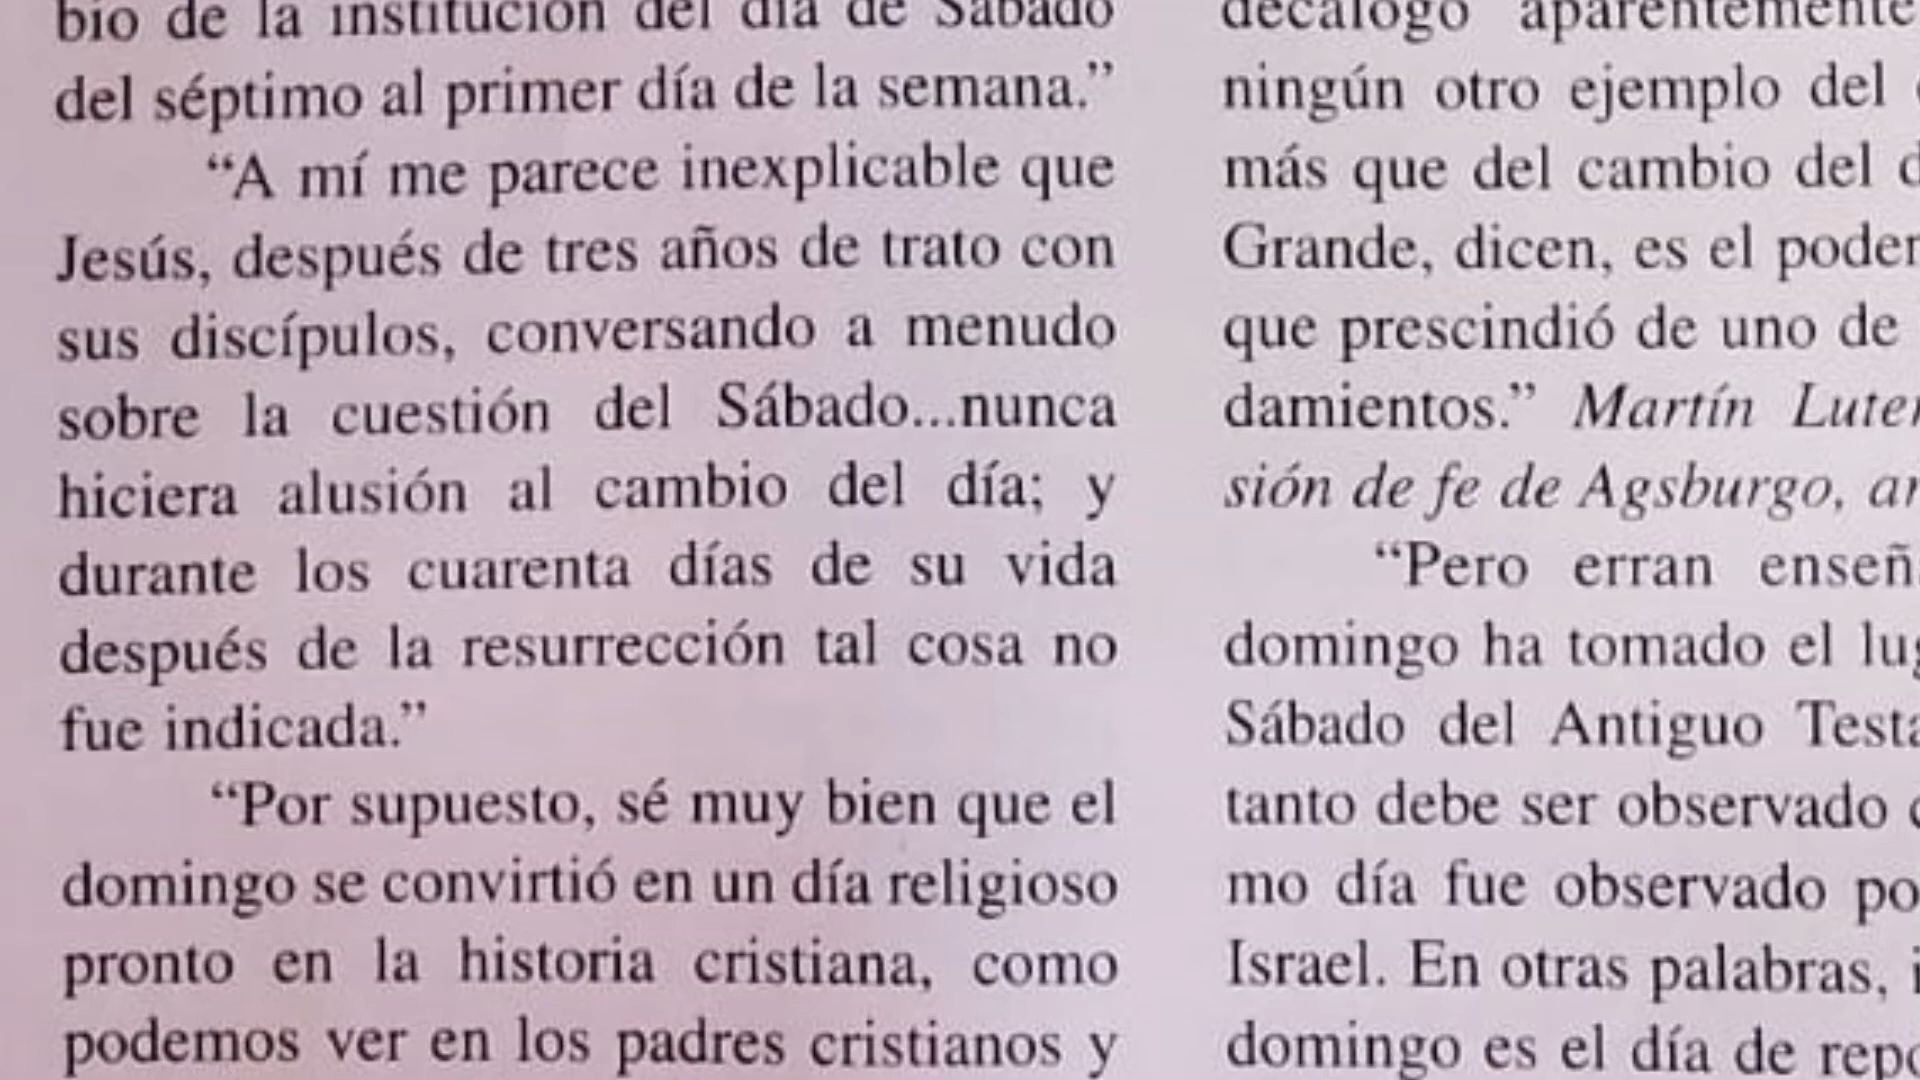 bio de la institución del día de Sábado
del séptimo al primer día de la semana.”
“A mí me parece inexplicable que
Jesús, después de tres años de trato con
sus discípulos, conversando a menudo
sobre la cuestión del Sábado...nunca
hiciera alusión al cambio del día; y
durante los cuarenta días de su vida
después de la resurrección tal cosa no
fue indicada.”
“Por supuesto, sé muy bien que el
domingo se convirtió en un día religioso
pronto en la historia cristiana, como
podemos ver en los padres cristianos y
decálogo aparentemente
ningún otro ejemplo del
más que del cambio del
Grande, dicen, es el poder
que prescindió de uno de
damientos.” Martín
sión de fe de Agsburgo,
“Pero erran
domingo ha tomado el
Sábado del Antiguo
tanto debe ser observado
mo día fue observado
Israel. En otras palabras,
domingo es el día de